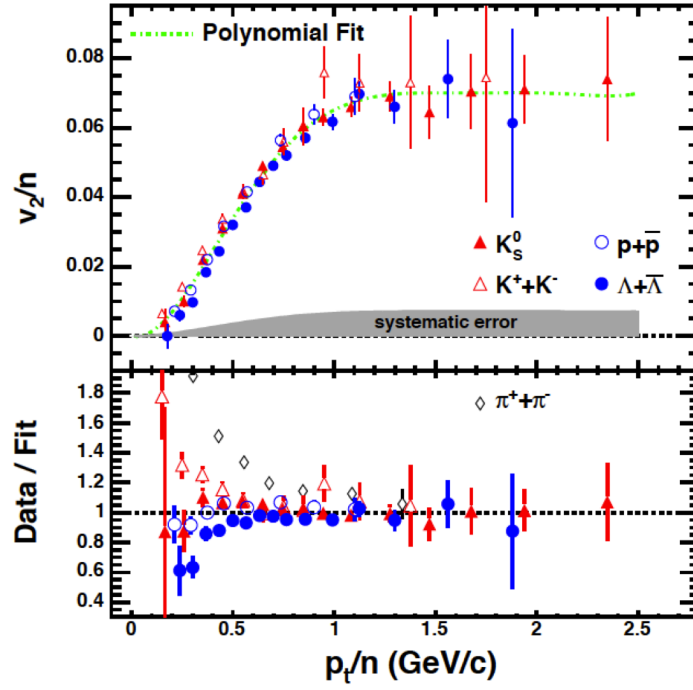 Polynomial Fit
0.08
0.06
0.04
0.02
0
v₂/n
K⁰_S
p+p̅
K⁺+K⁻
Λ+Λ̅
systematic error
1.8
1.6
1.4
1.2
1
0.8
0.6
0.4
Data / Fit
π⁺+π⁻
0 0.5 1 1.5 2 2.5
pₜ/n (GeV/c)